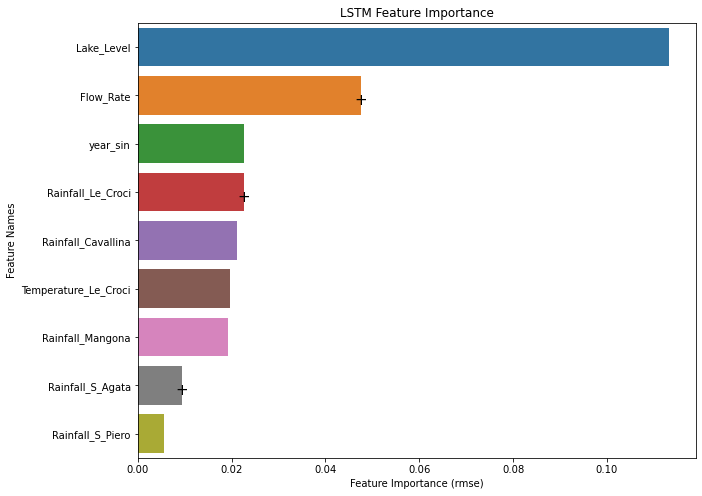 LSTM Feature Importance
Feature Names
Lake_Level
Flow_Rate
year_sin
Rainfall_Le_Croci
Rainfall_Cavallina
Temperature_Le_Croci
Rainfall_Mangona
Rainfall_S_Agata
Rainfall_S_Piero
0.00 0.02 0.04 0.06 0.08 0.10
Feature Importance (rmse)